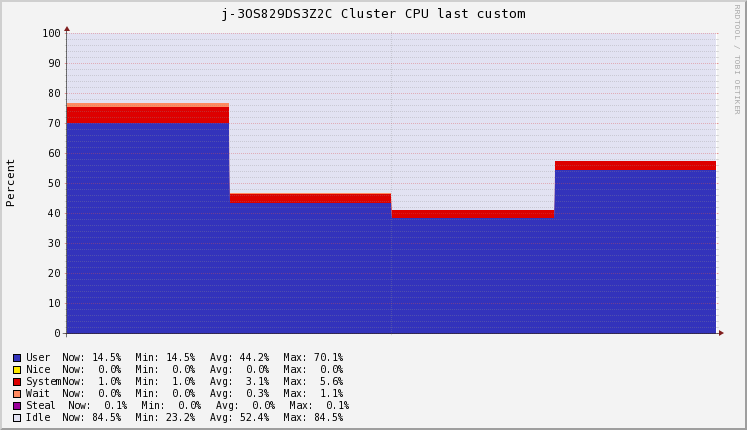 j-3OS829DS3Z2C Cluster CPU last custom
RRDTOOL / TOBI OETIKER
Percent
100
90
80
70
60
50
40
30
20
10
0
User Now: 14.5% Min: 14.5% Avg: 44.2% Max: 70.1%
Nice Now: 0.0% Min: 0.0% Avg: 0.0% Max: 0.0%
System Now: 1.0% Min: 1.0% Avg: 3.1% Max: 5.6%
Wait Now: 0.0% Min: 0.0% Avg: 0.3% Max: 1.1%
Steal Now: 0.1% Min: 0.0% Avg: 0.0% Max: 0.1%
Idle Now: 84.5% Min: 23.2% Avg: 52.4% Max: 84.5%